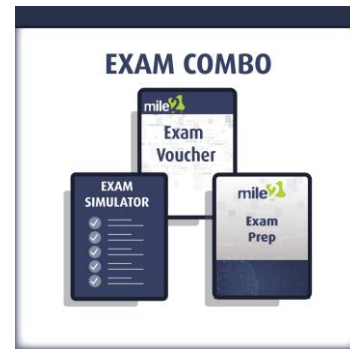 EXAM COMBO
mile2
Exam
Voucher
EXAM
SIMULATOR
mile2
Exam
Prep